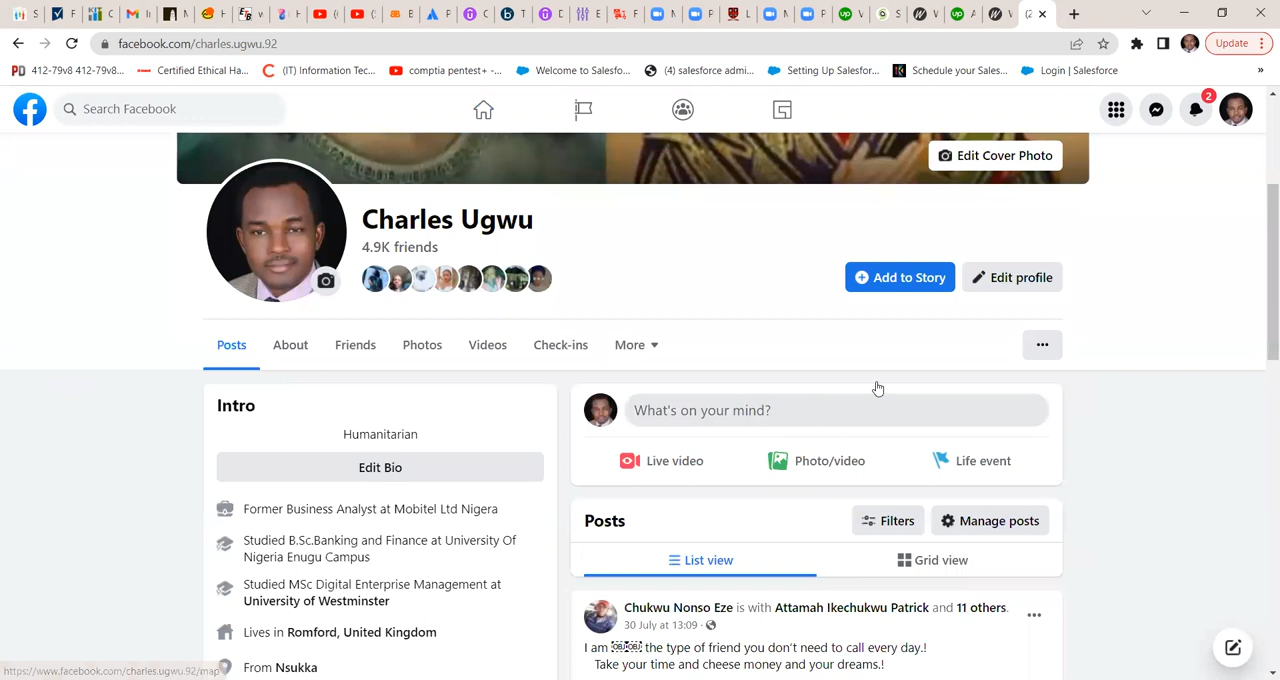 facebook.com/charles.ugwu.92
Update
412-79v8 412-79v8...
Certified Ethical Ha...
(IT) Information Tec...
comptia pentest+ -...
Welcome to Salesfo...
(4) salesforce admi...
Setting Up Salesfor...
Schedule your Sales...
Login | Salesforce
»
Search Facebook
2
Edit Cover Photo
Charles Ugwu
4.9K friends
Add to Story
Edit profile
Posts
About
Friends
Photos
Videos
Check-ins
More
Intro
Humanitarian
Edit Bio
Former Business Analyst at Mobitel Ltd Nigera
Studied B.Sc.Banking and Finance at University Of
Nigeria Enugu Campus
Studied MSc Digital Enterprise Management at
University of Westminster
Lives in Romford, United Kingdom
From Nsukka
What's on your mind?
Live video
Photo/video
Life event
Posts
Filters
Manage posts
List view
Grid view
Chukwu Nonso Eze is with Attamah Ikechukwu Patrick and 11 others.
30 July at 13:09 ·
I am the type of friend you don't need to call every day.!
Take your time and cheese money and your dreams.!
https://www.facebook.com/charles.ugwu.92/map